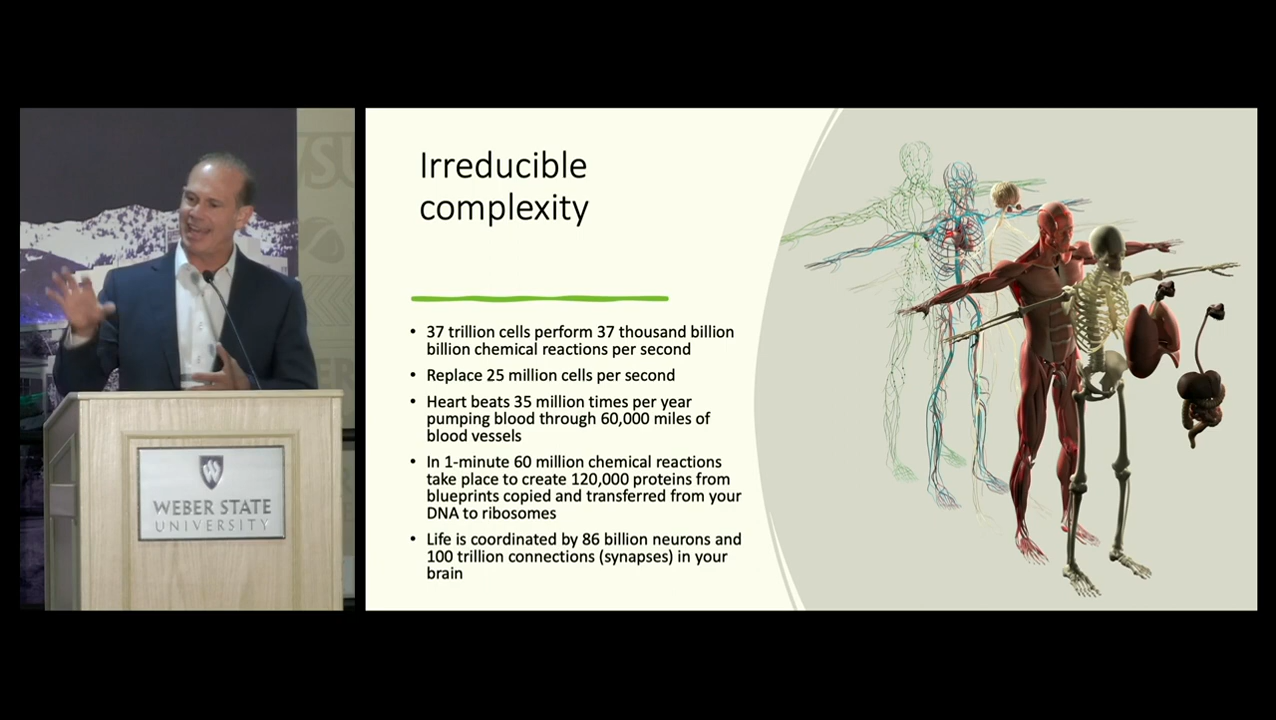 SU
Irreducible
complexity
• 37 trillion cells perform 37 thousand billion
billion chemical reactions per second
• Replace 25 million cells per second
• Heart beats 35 million times per year
pumping blood through 60,000 miles of
blood vessels
• In 1-minute 60 million chemical reactions
take place to create 120,000 proteins from
blueprints copied and transferred from your
DNA to ribosomes
• Life is coordinated by 86 billion neurons and
100 trillion connections (synapses) in your
brain
W
WEBER STATE
UNIVERSITY